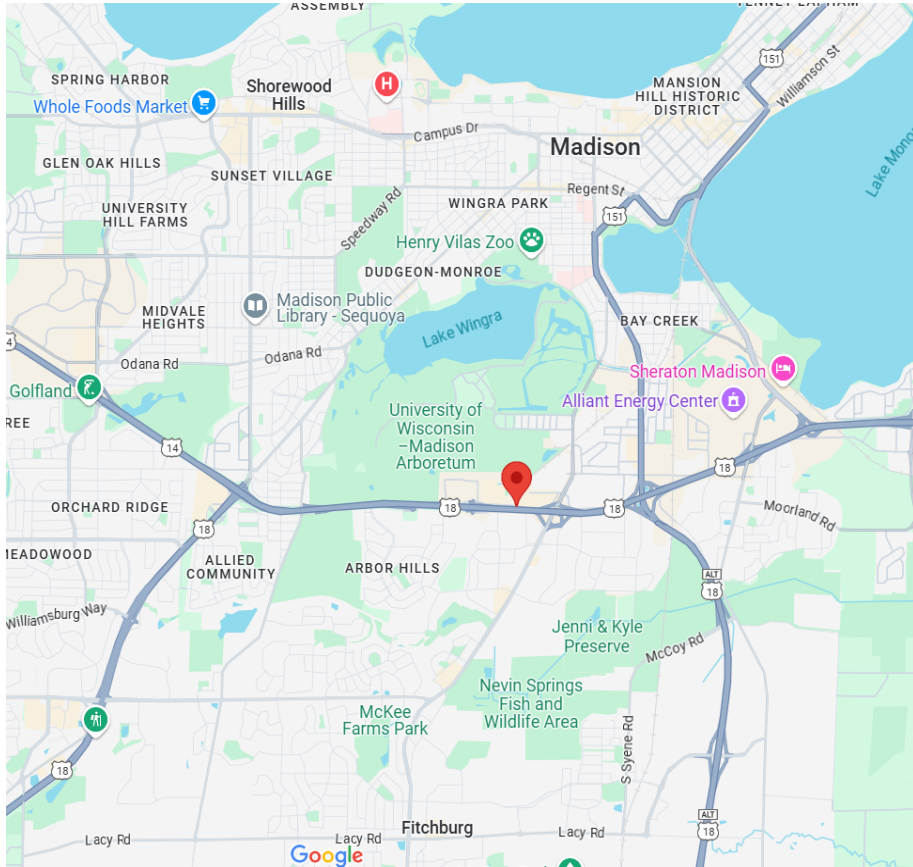 ASSEMBLY
TENNEY-LAPHAM
151
Williamson St
SPRING HARBOR
Shorewood
Hills
H
MANSION
HILL HISTORIC
DISTRICT
Whole Foods Market
Campus Dr
Madison
Lake Mono
GLEN OAK HILLS
SUNSET VILLAGE
Regent St
UNIVERSITY
HILL FARMS
Speedway Rd
WINGRA PARK
151
Henry Vilas Zoo
DUDGEON-MONROE
Madison Public
Library - Sequoya
MIDVALE
HEIGHTS
Lake Wingra
BAY CREEK
4
Odana Rd
Odana Rd
Sheraton Madison
Golfland
Alliant Energy Center
University of
Wisconsin
–Madison
Arboretum
REE
14
18
ORCHARD RIDGE
18
18
18
Moorland Rd
MEADOWOOD
ALLIED
COMMUNITY
ARBOR HILLS
ALT
18
Williamsburg Way
Jenni & Kyle
Preserve
McCoy Rd
Nevin Springs
Fish and
Wildlife Area
McKee
Farms Park
S Syene Rd
18
Fitchburg
ALT
18
Lacy Rd
Lacy Rd
Lacy Rd
Google